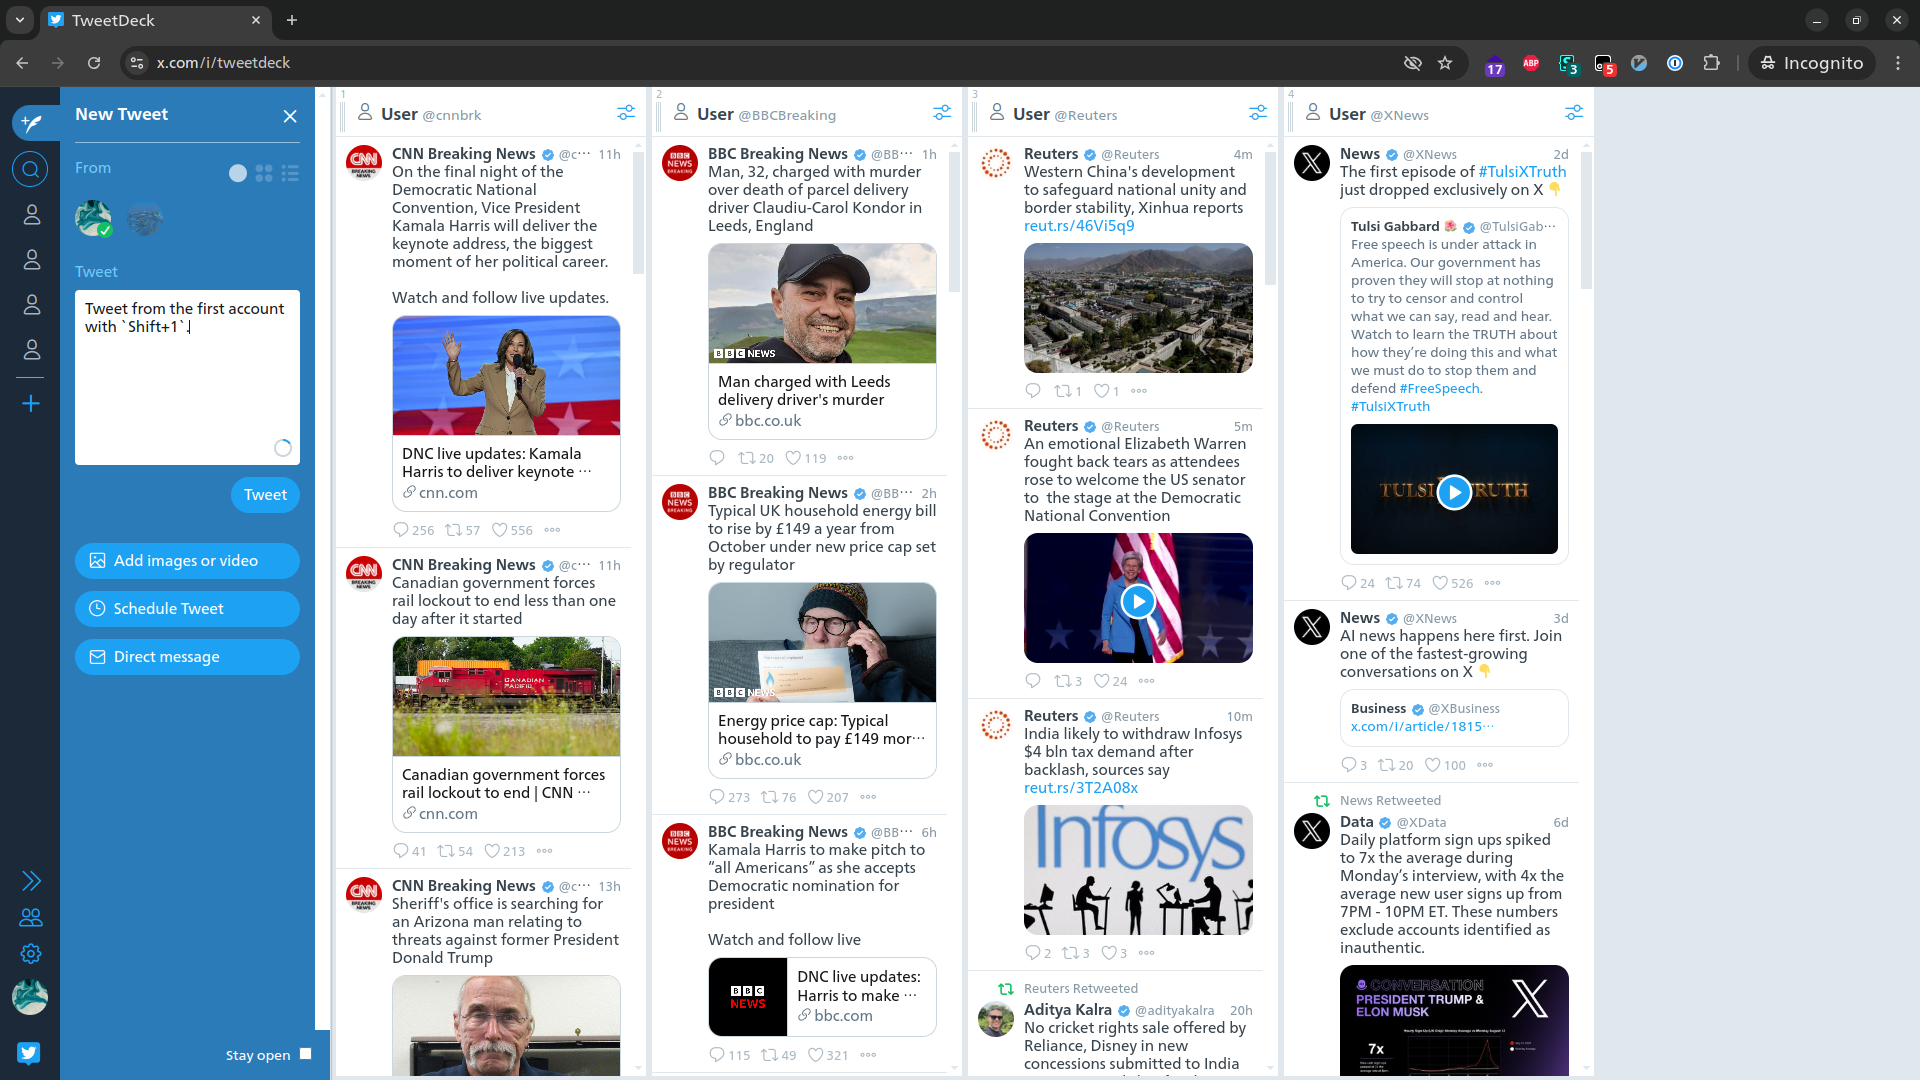 TweetDeck
x.com/i/tweetdeck
17
ABP
3
5
Incognito
New Tweet
From
Tweet
Tweet from the first account
with `Shift+1`.
Tweet
Add images or video
Schedule Tweet
Direct message
Stay open
1
User @cnnbrk
CNN Breaking News @c··· 11h
On the final night of the
Democratic National
Convention, Vice President
Kamala Harris will deliver the
keynote address, the biggest
moment of her political career.
Watch and follow live updates.
DNC live updates: Kamala
Harris to deliver keynote ···
cnn.com
256 57 556
CNN Breaking News @c··· 11h
Canadian government forces
rail lockout to end less than one
day after it started
CANADIAN
PACIFIC
Canadian government forces
rail lockout to end | CNN ···
cnn.com
41 54 213
CNN Breaking News @c··· 13h
Sheriff's office is searching for
an Arizona man relating to
threats against former President
Donald Trump
2
User @BBCBreaking
BBC Breaking News @BB··· 1h
Man, 32, charged with murder
over death of parcel delivery
driver Claudiu-Carol Kondor in
Leeds, England
BBC NEWS
Man charged with Leeds
delivery driver's murder
bbc.co.uk
20 119
BBC Breaking News @BB··· 2h
Typical UK household energy bill
to rise by £149 a year from
October under new price cap set
by regulator
BBC NEWS
Energy price cap: Typical
household to pay £149 mor···
bbc.co.uk
273 76 207
BBC Breaking News @BB··· 6h
Kamala Harris to make pitch to
“all Americans” as she accepts
Democratic nomination for
president
Watch and follow live
BBC
NEWS
DNC live updates:
Harris to make ···
bbc.com
115 49 321
3
User @Reuters
Reuters @Reuters 4m
Western China's development
to safeguard national unity and
border stability, Xinhua reports
reut.rs/46Vi5q9
1 1
Reuters @Reuters 5m
An emotional Elizabeth Warren
fought back tears as attendees
rose to welcome the US senator
to the stage at the Democratic
National Convention
3 24
Reuters @Reuters 10m
India likely to withdraw Infosys
$4 bln tax demand after
backlash, sources say
reut.rs/3T2A08x
Infosys
2 3 3
Reuters Retweeted
Aditya Kalra @adityakalra 20h
No cricket rights sale offered by
Reliance, Disney in new
concessions submitted to India
4
User @XNews
News @XNews 2d
The first episode of #TulsiXTruth
just dropped exclusively on X 👇
Tulsi Gabbard 🌺 @TulsiGab···
Free speech is under attack in
America. Our government has
proven they will stop at nothing
to try to censor and control
what we can say, read and hear.
Watch to learn the TRUTH about
how they’re doing this and what
we must do to stop them and
defend #FreeSpeech.
#TulsiXTruth
24 74 526
News @XNews 3d
AI news happens here first. Join
one of the fastest-growing
conversations on X 👇
Business @XBusiness
x.com/i/article/1815···
3 20 100
News Retweeted
Data @XData 6d
Daily platform sign ups spiked
to 7x the average during
Monday’s interview, with 4x the
average new user signs up from
7PM - 10PM ET. These numbers
exclude accounts identified as
inauthentic.
CONVERSATION
PRESIDENT TRUMP &
ELON MUSK
7x